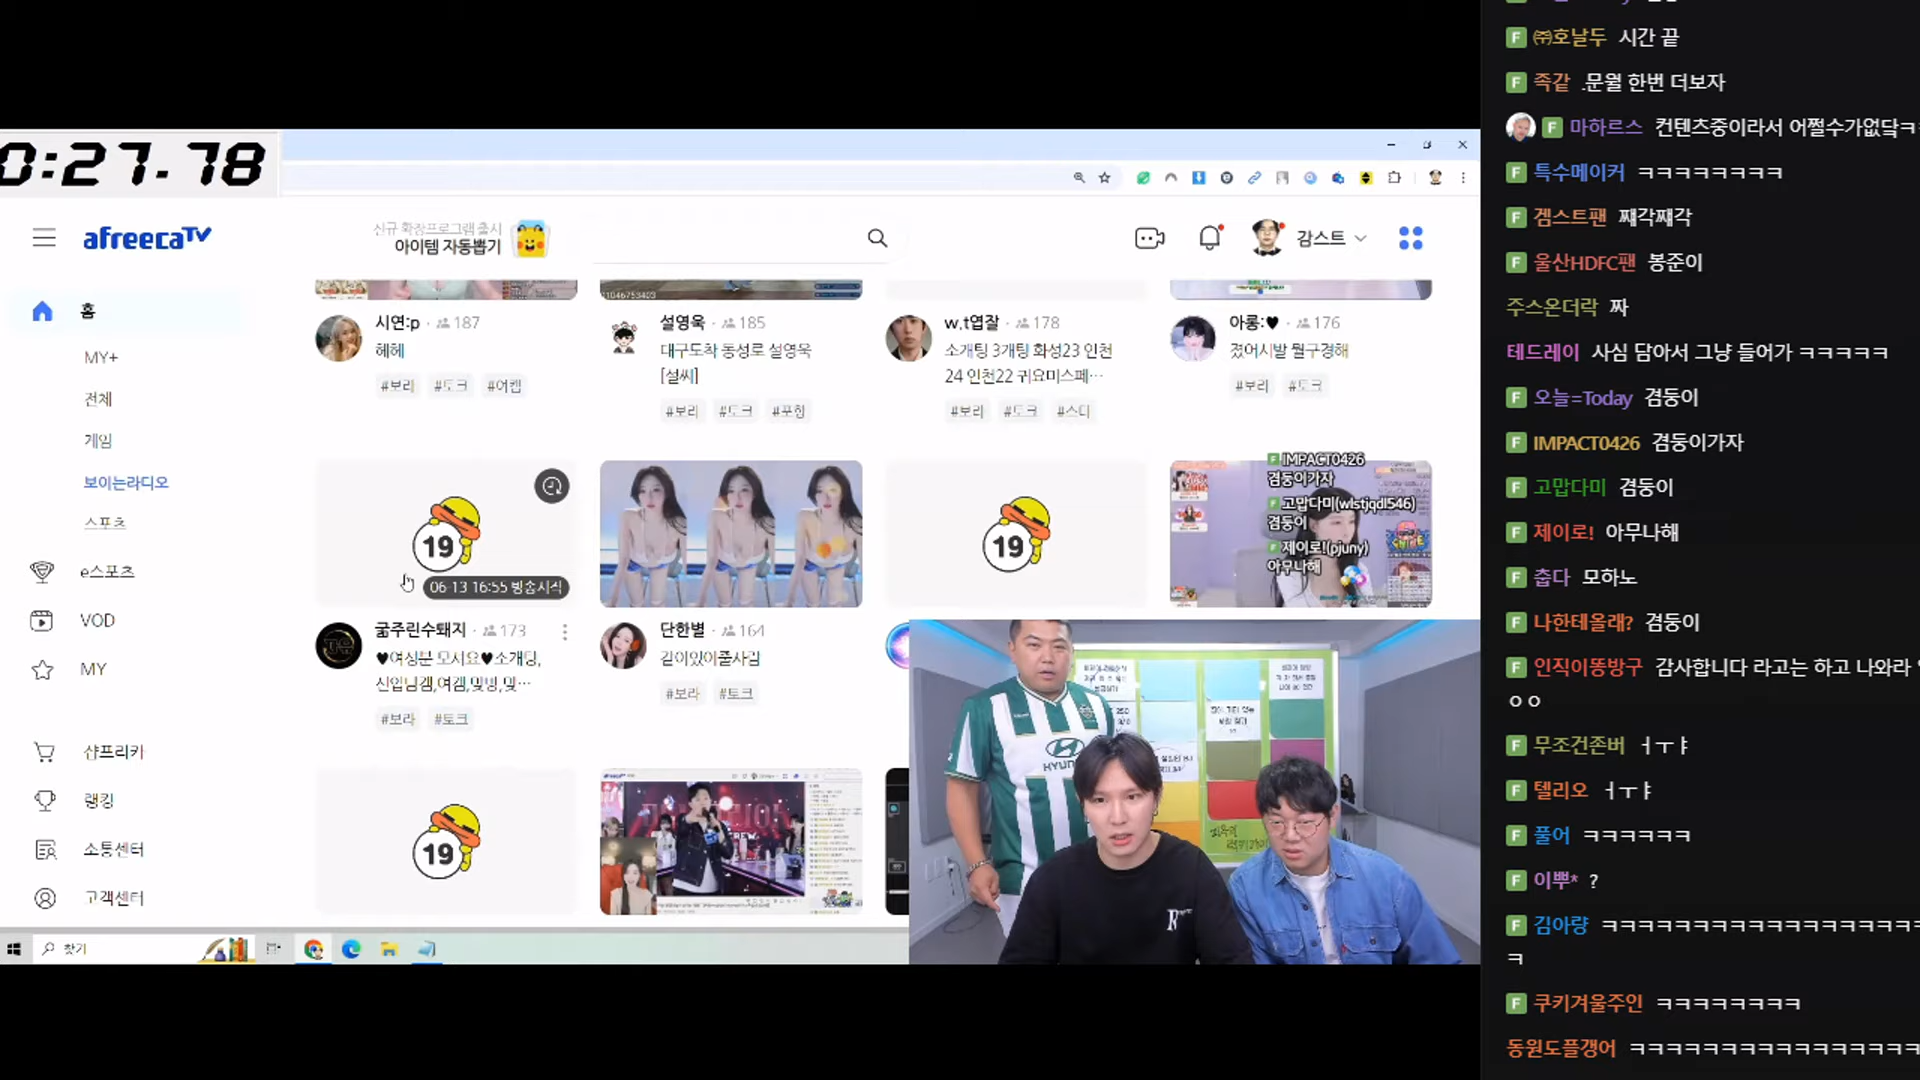 0:27.78
afreecaTV
신규 확장프로그램 출시
아이템 자동뽑기
감스트
홈
MY+
전체
게임
보이는라디오
스포츠
e스포츠
VOD
MY
샵프리카
랭킹
소통센터
고객센터
시연:p · 187
헤헤
#보라 #토크 #여캠
설영욱 · 185
대구도착 동성로 설영욱
[설씨]
#보라 #토크 #포항
w.t엽잘 · 178
소개팅 3개팅 화성23 인천
24 인천22 귀요미스페…
#보라 #토크 #스디
아롱:♥ · 176
졌어시발 뭘구경해
#보라 #토크
19
06-13 16:55 방송시작
19
IMPACT0426
겸둥이가자
고맙다미(wlstjqdl546)
겸둥이
제이로!(pjuny)
아무나해
굶주린수퇘지 · 173
♥여성분 모셔요♥소개팅,
신입남캠,여캠,맞방,맞…
#보라 #토크
단한별 · 164
길이있이줄사감
#보라 #토크
19
HYUN
찾기
㈜호날두 시간 끝
족같 .문월 한번 더보자
마하르스 컨텐츠중이라서 어쩔수가없닥ㅋ
특수메이커 ㅋㅋㅋㅋㅋㅋㅋㅋ
겜스트팬 째각째각
울산HDFC팬 봉준이
주스온더락 짜
테드레이 사심 담아서 그냥 들어가 ㅋㅋㅋㅋㅋ
오늘=Today 겸둥이
IMPACT0426 겸둥이가자
고맙다미 겸둥이
제이로! 아무나해
춥다 모하노
나한테올래? 겸둥이
인직이똥방구 감사합니다 라고는 하고 나와라
ㅇㅇ
무조건존버 ㅓㅜㅑ
텔리오 ㅓㅜㅑ
풀어 ㅋㅋㅋㅋㅋㅋ
이뿌* ?
김아량 ㅋㅋㅋㅋㅋㅋㅋㅋㅋㅋㅋㅋㅋㅋㅋㅋㅋㅋ
ㅋ
쿠키겨울주인 ㅋㅋㅋㅋㅋㅋㅋㅋ
동원도플갱어 ㅋㅋㅋㅋㅋㅋㅋㅋㅋㅋㅋㅋㅋㅋㅋㅋ